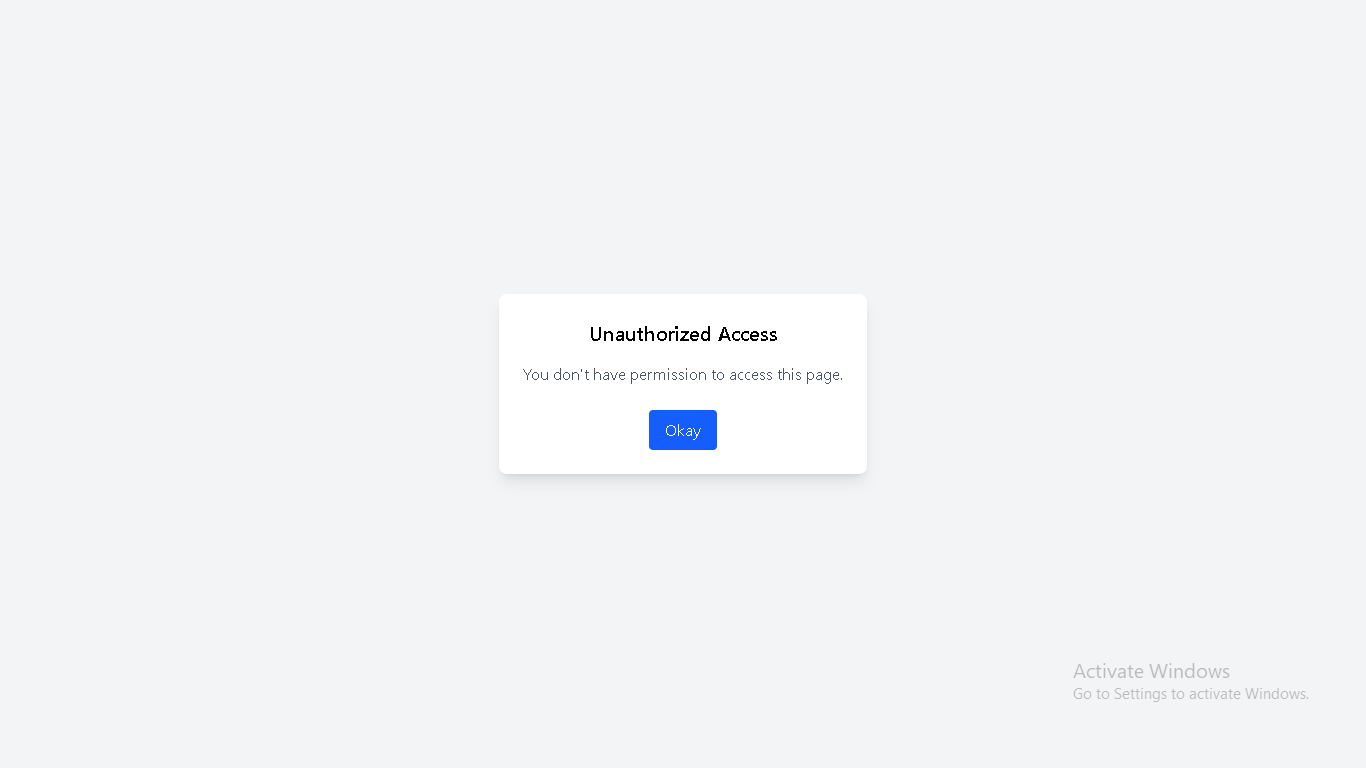 Unauthorized Access
You don't have permission to access this page.
Okay
Activate Windows
Go to Settings to activate Windows.